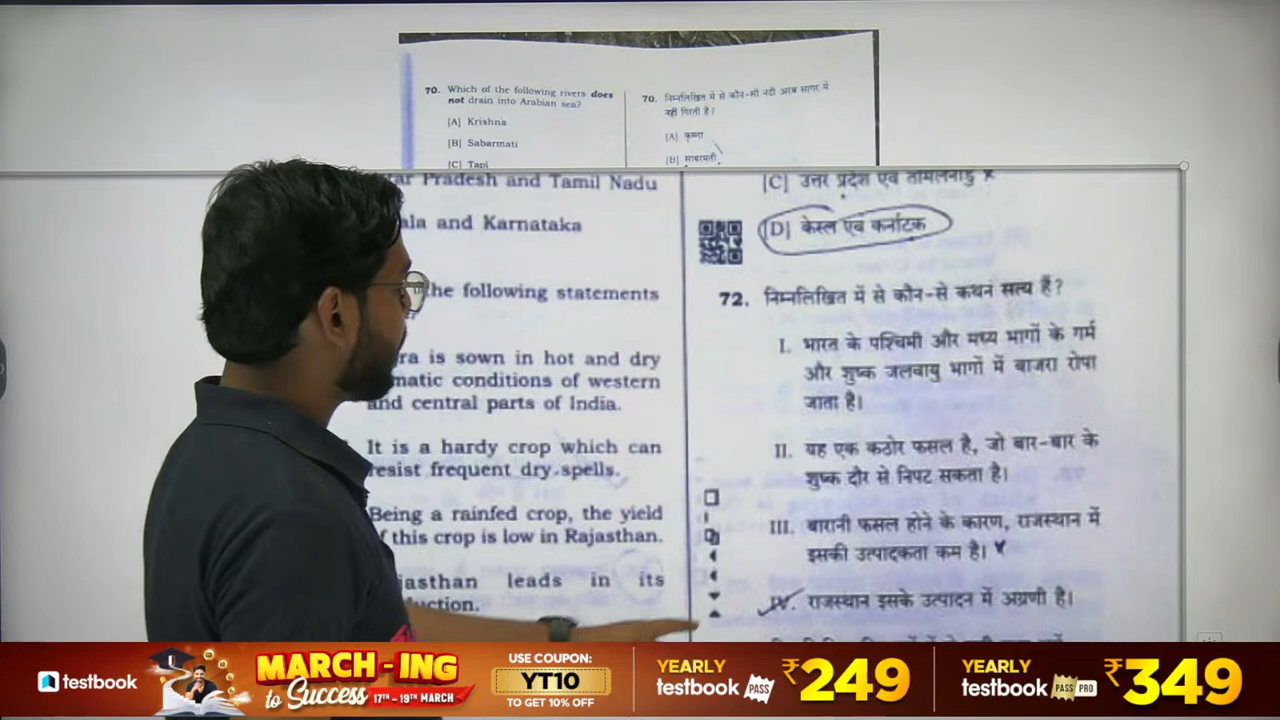 70. Which of the following rivers does
not drain into Arabian sea?
[A] Krishna
[B] Sabarmati
[C] Tapi
70. निम्नलिखित में से कौन-सी नदी अरब सागर में
नहीं गिरती है?
[A] कृष्णा
[B] साबरमती
Pradesh and Tamil Nadu
ala and Karnataka
the following statements
ra is sown in hot and dry
matic conditions of western
and central parts of India.
It is a hardy crop which can
resist frequent dry spells.
Being a rainfed crop, the yield
f this crop is low in Rajasthan.
jasthan leads in its
uction.
[C] उत्तर प्रदेश एवं तामिलनाडु
[D] केरल एवं कर्नाटक
72. निम्नलिखित में से कौन-से कथन सत्य हैं?
I. भारत के पश्चिमी और मध्य भागों के गर्म
और शुष्क जलवायु भागों में बाजरा रोपा
जाता है।
II. यह एक कठोर फसल है, जो बार-बार के
शुष्क दौर से निपट सकता है।
III. बारानी फसल होने के कारण, राजस्थान में
इसकी उत्पादकता कम है।
IV. राजस्थान इसके उत्पादन में अग्रणी है।
testbook
MARCH-ING
to Success 17TH - 19TH MARCH
USE COUPON:
YT10
TO GET 10% OFF
YEARLY
testbook PASS
₹249
YEARLY
testbook PASS PRO
₹349